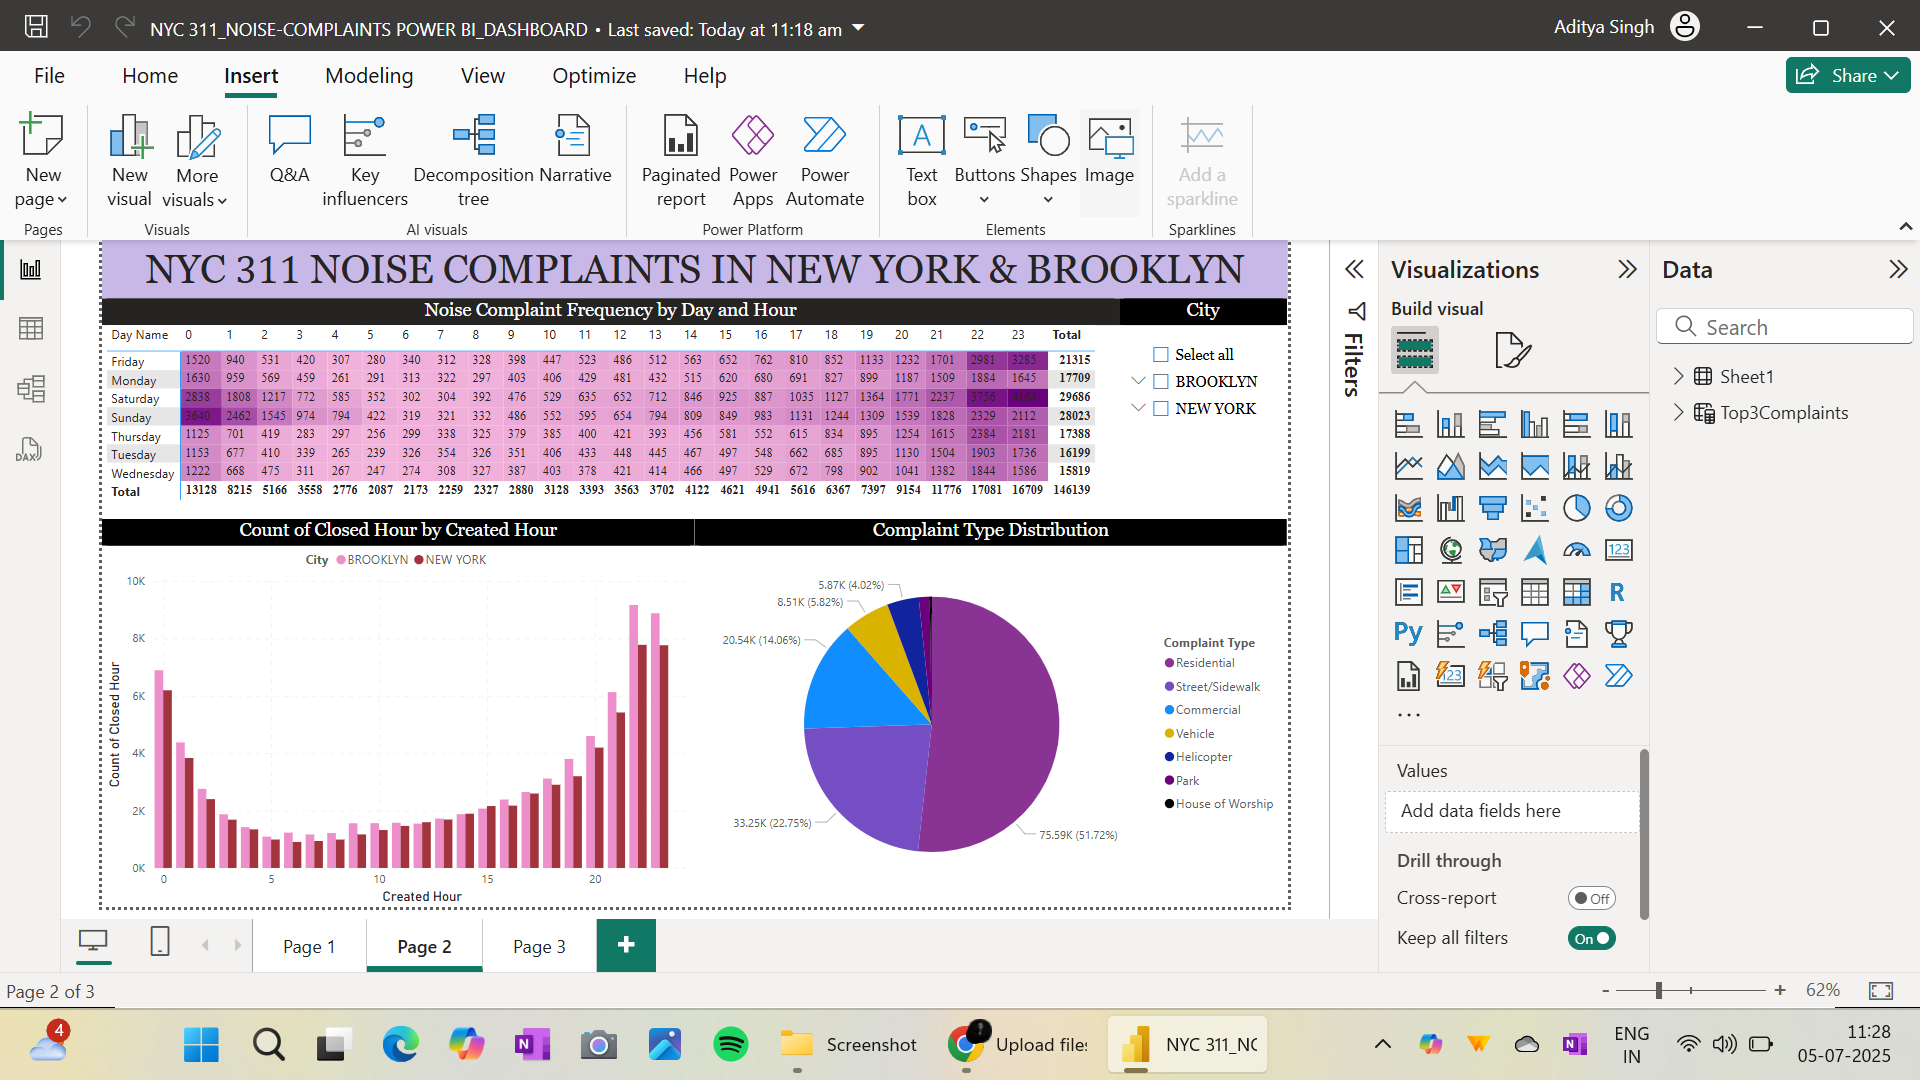 NYC 311_NOISE-COMPLAINTS POWER BI_DASHBOARD • Last saved: Today at 11:18 am
Aditya Singh
File Home Insert Modeling View Optimize Help
Share
New page
New visual
More visuals
Q&A
Key influencers
Decomposition tree
Narrative
Paginated report
Power Apps
Power Automate
Text box
Buttons
Shapes
Image
Add a sparkline
Pages
Visuals
AI visuals
Power Platform
Elements
Sparklines
NYC 311 NOISE COMPLAINTS IN NEW YORK & BROOKLYN
Noise Complaint Frequency by Day and Hour
Day Name 0 1 2 3 4 5 6 7 8 9 10 11 12 13 14 15 16 17 18 19 20 21 22 23 Total
Friday 1520 940 531 420 307 280 340 312 328 398 447 523 486 512 563 652 762 810 852 1133 1232 1701 2981 3285 21315
Monday 1630 959 569 459 261 291 313 322 297 403 406 429 481 432 515 620 680 691 827 899 1187 1509 1884 1645 17709
Saturday 2838 1808 1217 772 585 352 302 304 392 476 529 635 652 712 846 925 887 1035 1127 1364 1771 2237 3756 4164 29686
Sunday 3640 2462 1545 974 794 422 319 321 332 486 552 595 654 794 809 849 983 1131 1244 1309 1539 1828 2329 2112 28023
Thursday 1125 701 419 283 297 256 299 338 325 379 385 400 421 393 456 581 552 615 834 895 1254 1615 2384 2181 17388
Tuesday 1153 677 410 339 265 239 326 354 326 351 406 433 448 445 467 497 548 662 685 895 1130 1504 1903 1736 16199
Wednesday 1222 668 475 311 267 247 274 308 327 387 403 378 421 414 466 497 529 672 798 902 1041 1382 1844 1586 15819
Total 13128 8215 5166 3558 2776 2087 2173 2259 2327 2880 3128 3393 3563 3702 4122 4621 4941 5616 6367 7397 9154 11776 17081 16709 146139
City
Select all
BROOKLYN
NEW YORK
Count of Closed Hour by Created Hour
City BROOKLYN NEW YORK
Count of Closed Hour
10K
8K
6K
4K
2K
0K
0 5 10 15 20
Created Hour
Complaint Type Distribution
5.87K (4.02%)
8.51K (5.82%)
20.54K (14.06%)
33.25K (22.75%)
75.59K (51.72%)
Complaint Type
Residential
Street/Sidewalk
Commercial
Vehicle
Helicopter
Park
House of Worship
Filters
Visualizations
Build visual
123
R
Py
123
...
Values
Add data fields here
Drill through
Cross-report
Off
Keep all filters
On
Data
Search
Sheet1
Top3Complaints
DAX
Page 1 Page 2 Page 3 +
Page 2 of 3
- + 62%
4
N
Screenshot
Upload files
NYC 311_NC
N
ENG
IN
11:28
05-07-2025